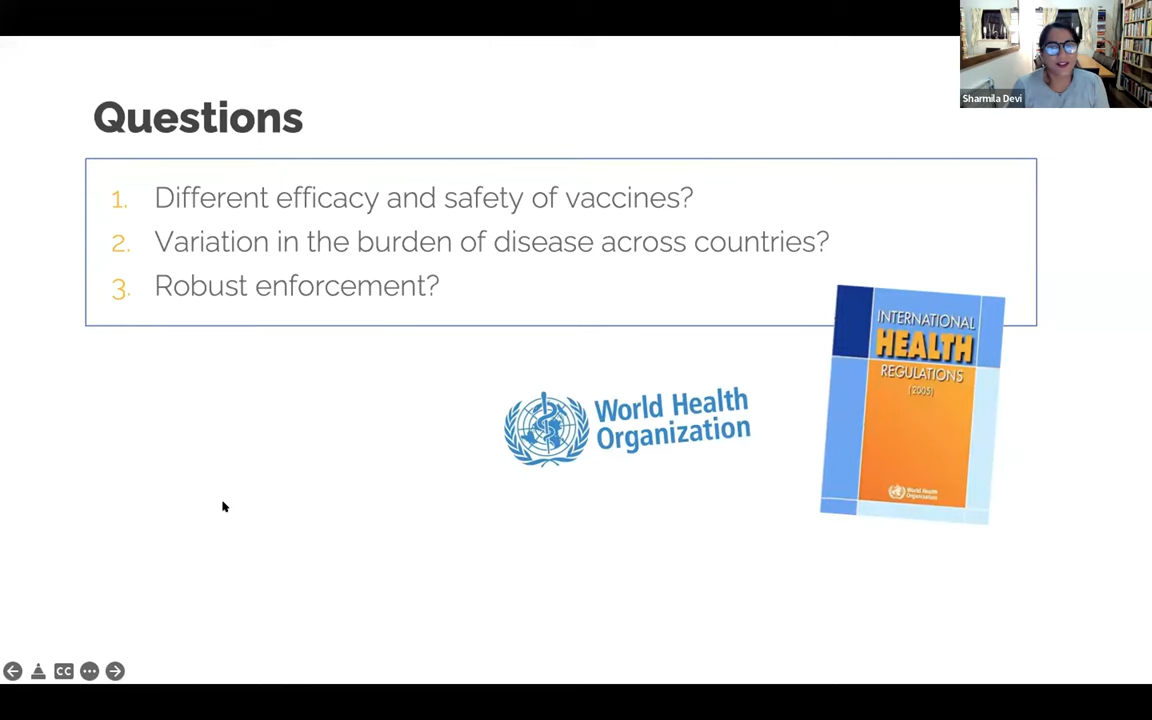 Sharmila Devi
Questions
1. Different efficacy and safety of vaccines?
2. Variation in the burden of disease across countries?
3. Robust enforcement?
INTERNATIONAL
HEALTH
REGULATIONS
(2005)
World Health
Organization
World Health
Organization
CC